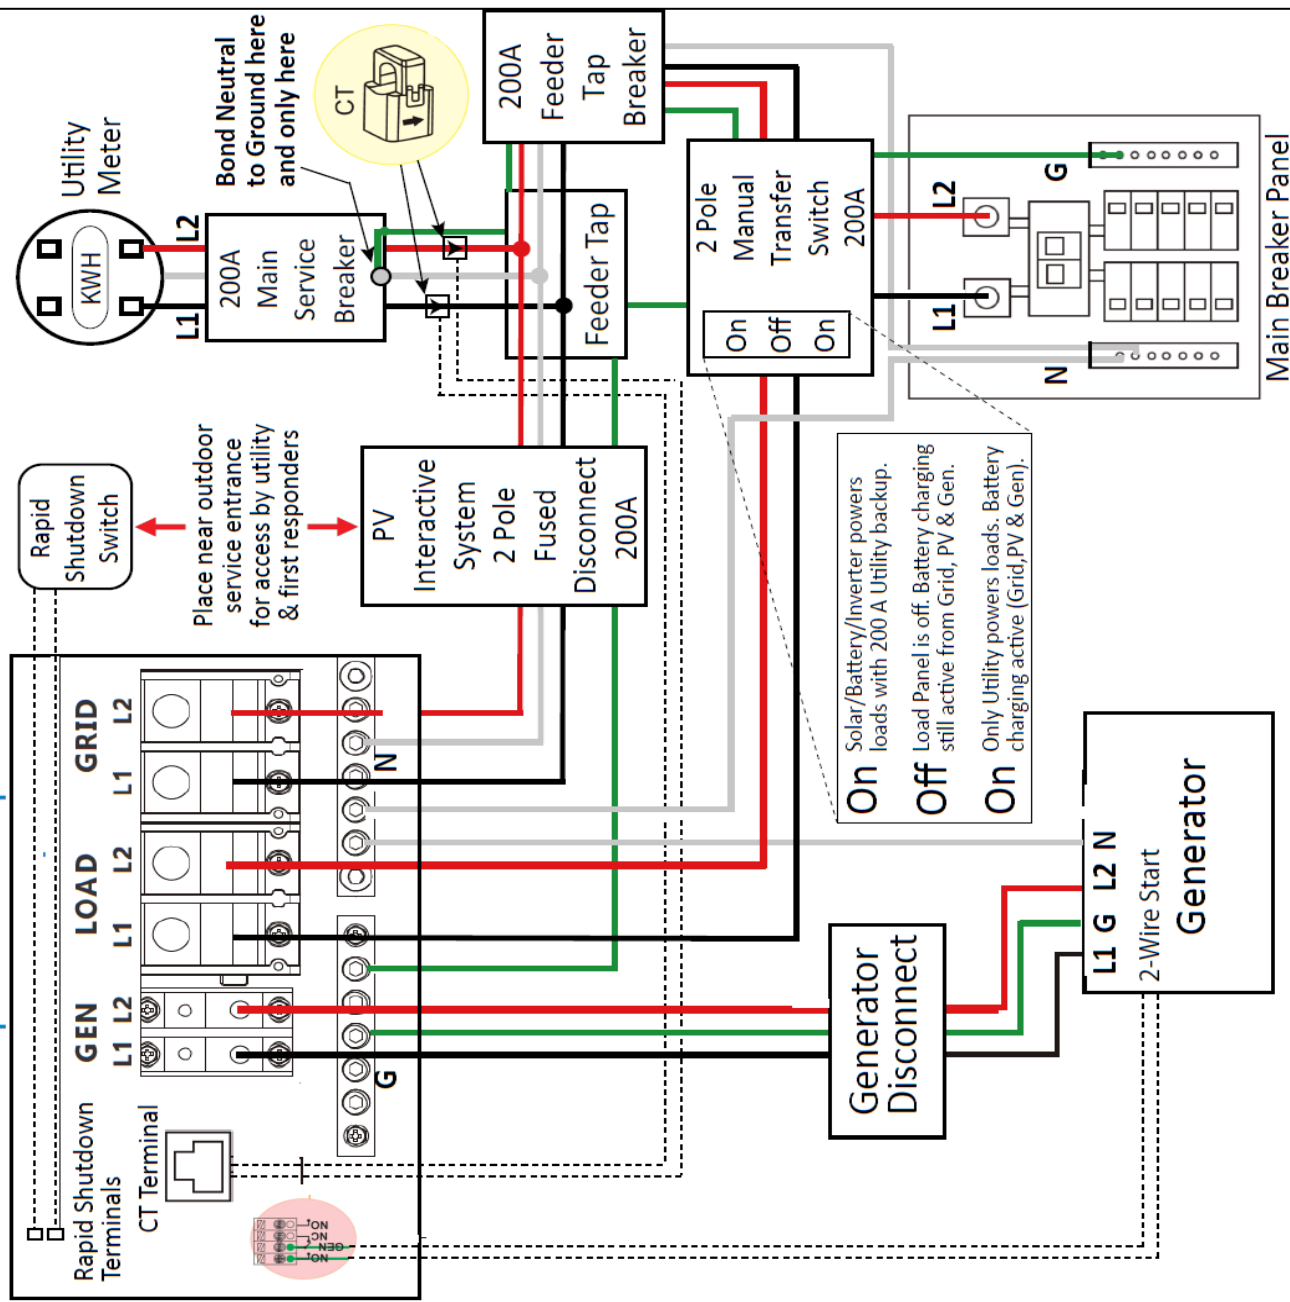 Utility
Meter
KWH
L2
L1
200A
Main
Service
Breaker
Bond Neutral
to Ground here
and only here
CT
200A
Feeder
Tap
Breaker
Feeder Tap
2 Pole
Manual
Transfer
Switch
200A
On
Off
On
L2
L1
G
N
Main Breaker Panel
Rapid
Shutdown
Switch
Place near outdoor
service entrance
for access by utility
& first responders
PV
Interactive
System
2 Pole
Fused
Disconnect
200A
On
Solar/Battery/Inverter powers
loads with 200 A Utility backup.
Off
Load Panel is off. Battery charging
still active from Grid, PV & Gen.
On
Only Utility powers loads. Battery
charging active (Grid,PV & Gen).
GRID
L2
L1
LOAD
L2
L1
GEN
L2
L1
N
G
Rapid Shutdown
Terminals
CT Terminal
NO
NC
GEN
NO
Generator
Disconnect
L1 G L2 N
2-Wire Start
Generator